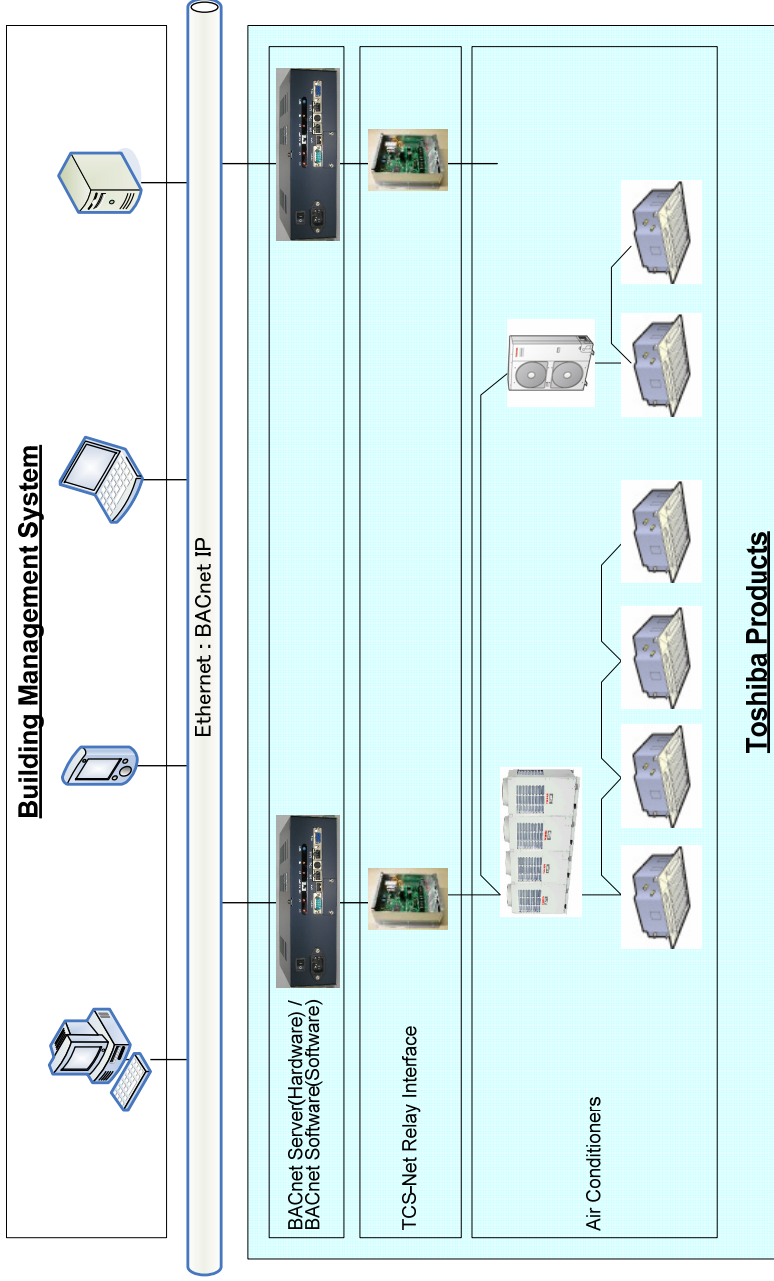 Building Management System
Ethernet : BACnet IP
BACnet Server(Hardware) /
BACnet Software(Software)
TCS-Net Relay Interface
Air Conditioners
Toshiba Products